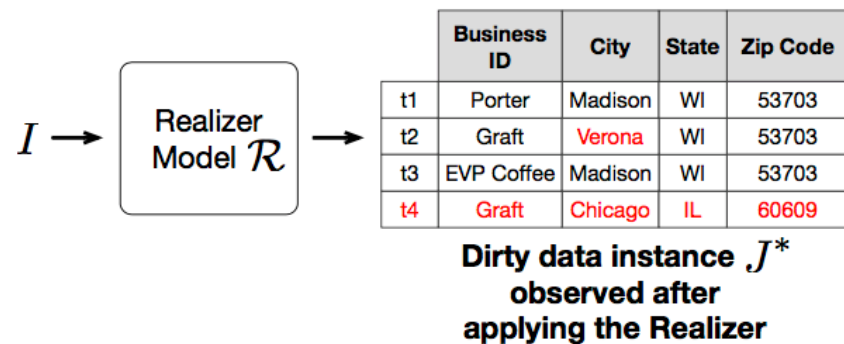 I
Realizer
Model R
Business ID City State Zip Code
t1 Porter Madison WI 53703
t2 Graft Verona WI 53703
t3 EVP Coffee Madison WI 53703
t4 Graft Chicago IL 60609
Dirty data instance J*
observed after
applying the Realizer